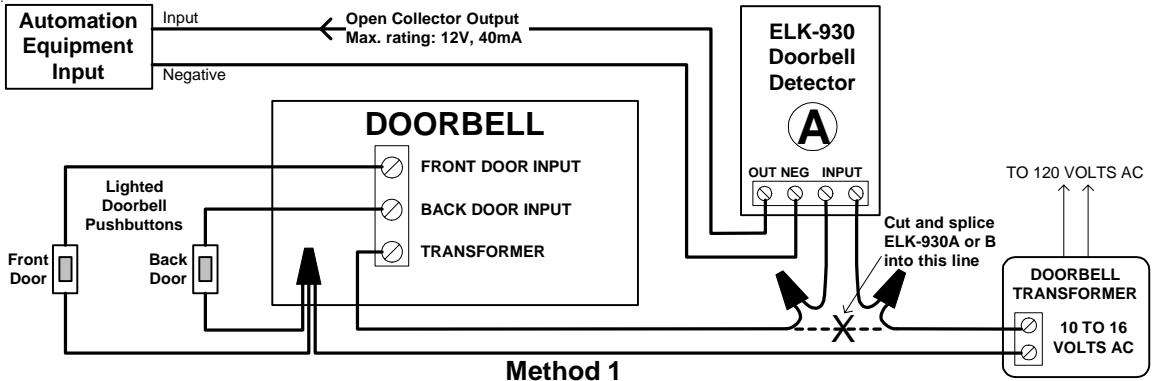 Automation
Equipment
Input
Input
Negative
Open Collector Output
Max. rating: 12V, 40mA
ELK-930
Doorbell
Detector
A
OUT NEG INPUT
DOORBELL
FRONT DOOR INPUT
BACK DOOR INPUT
TRANSFORMER
Lighted
Doorbell
Pushbuttons
Front
Door
Back
Door
Cut and splice
ELK-930A or B
into this line
X
TO 120 VOLTS AC
DOORBELL
TRANSFORMER
10 TO 16
VOLTS AC
Method 1